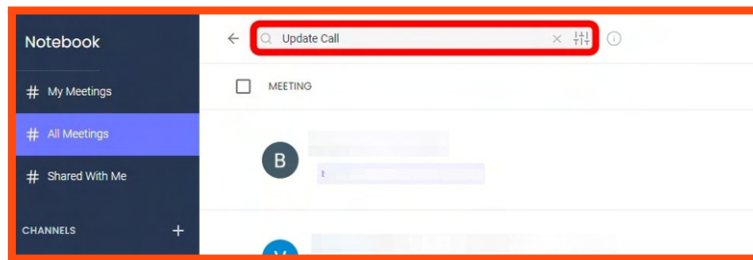 Notebook
Update Call
# My Meetings
MEETING
# All Meetings
B
# Shared With Me
CHANNELS +